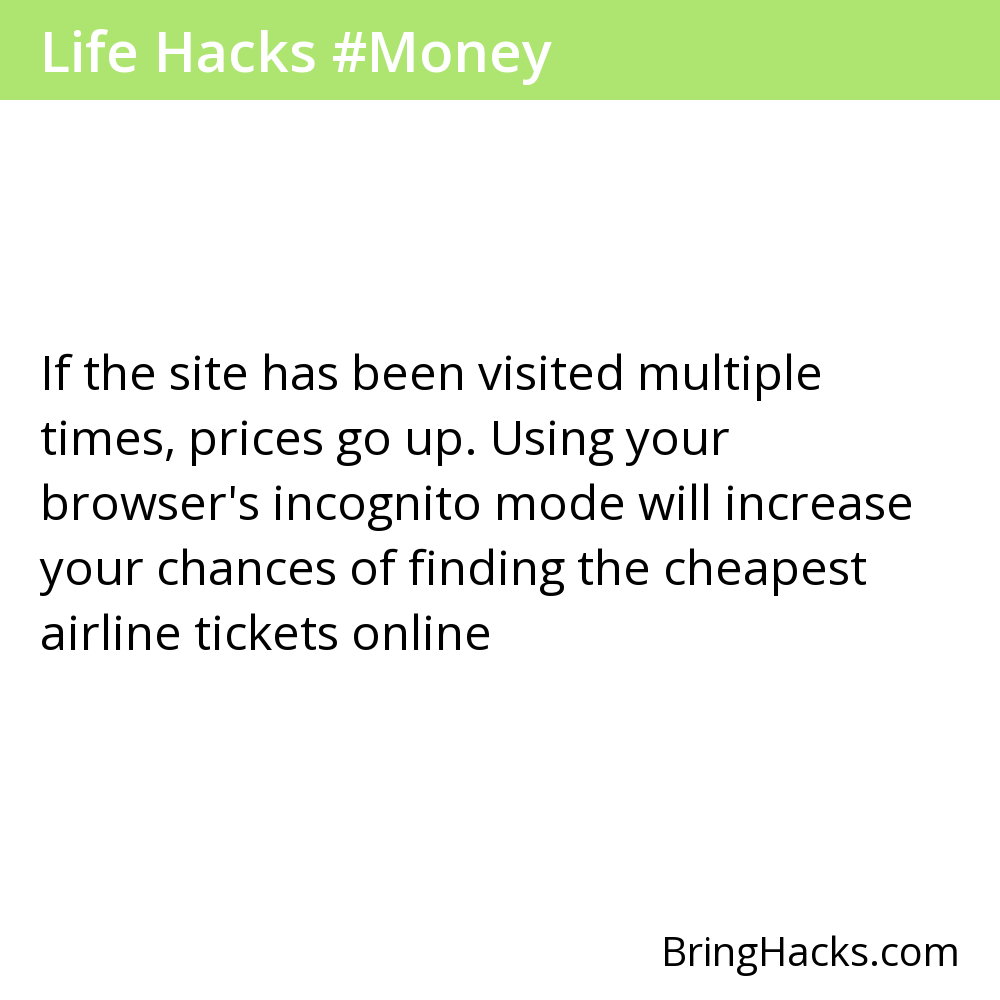 Life Hacks #Money
If the site has been visited multiple
times, prices go up. Using your
browser's incognito mode will increase
your chances of finding the cheapest
airline tickets online
BringHacks.com